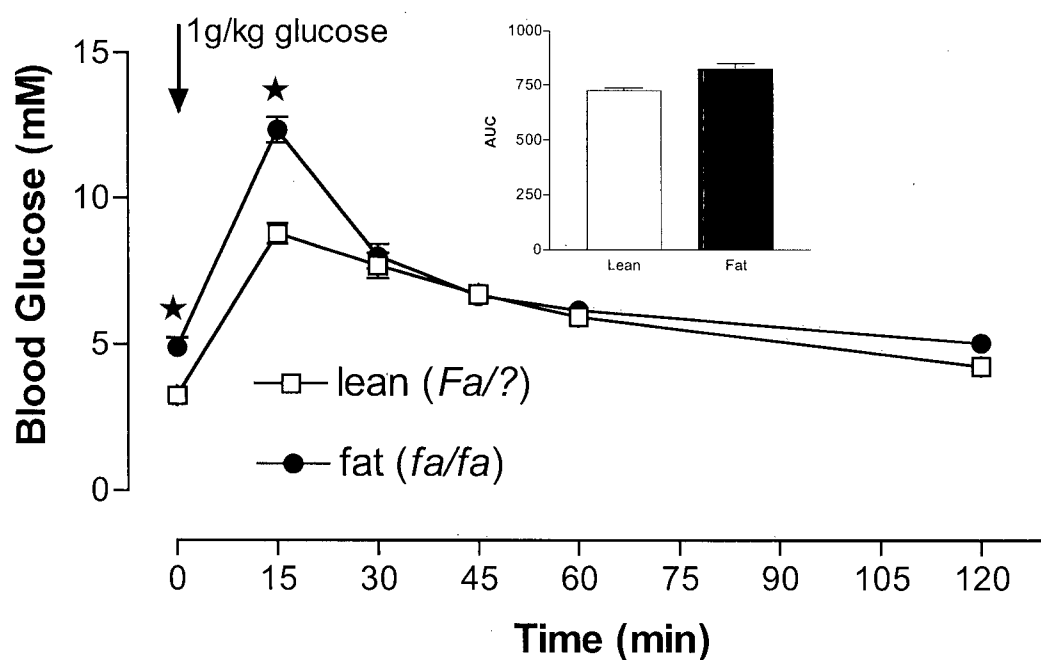 1g/kg glucose
Blood Glucose (mM)
15
10
5
0
1000
750
500
250
0
AUC
Lean
Fat
lean (Fa/?)
fat (fa/fa)
0 15 30 45 60 75 90 105 120
Time (min)